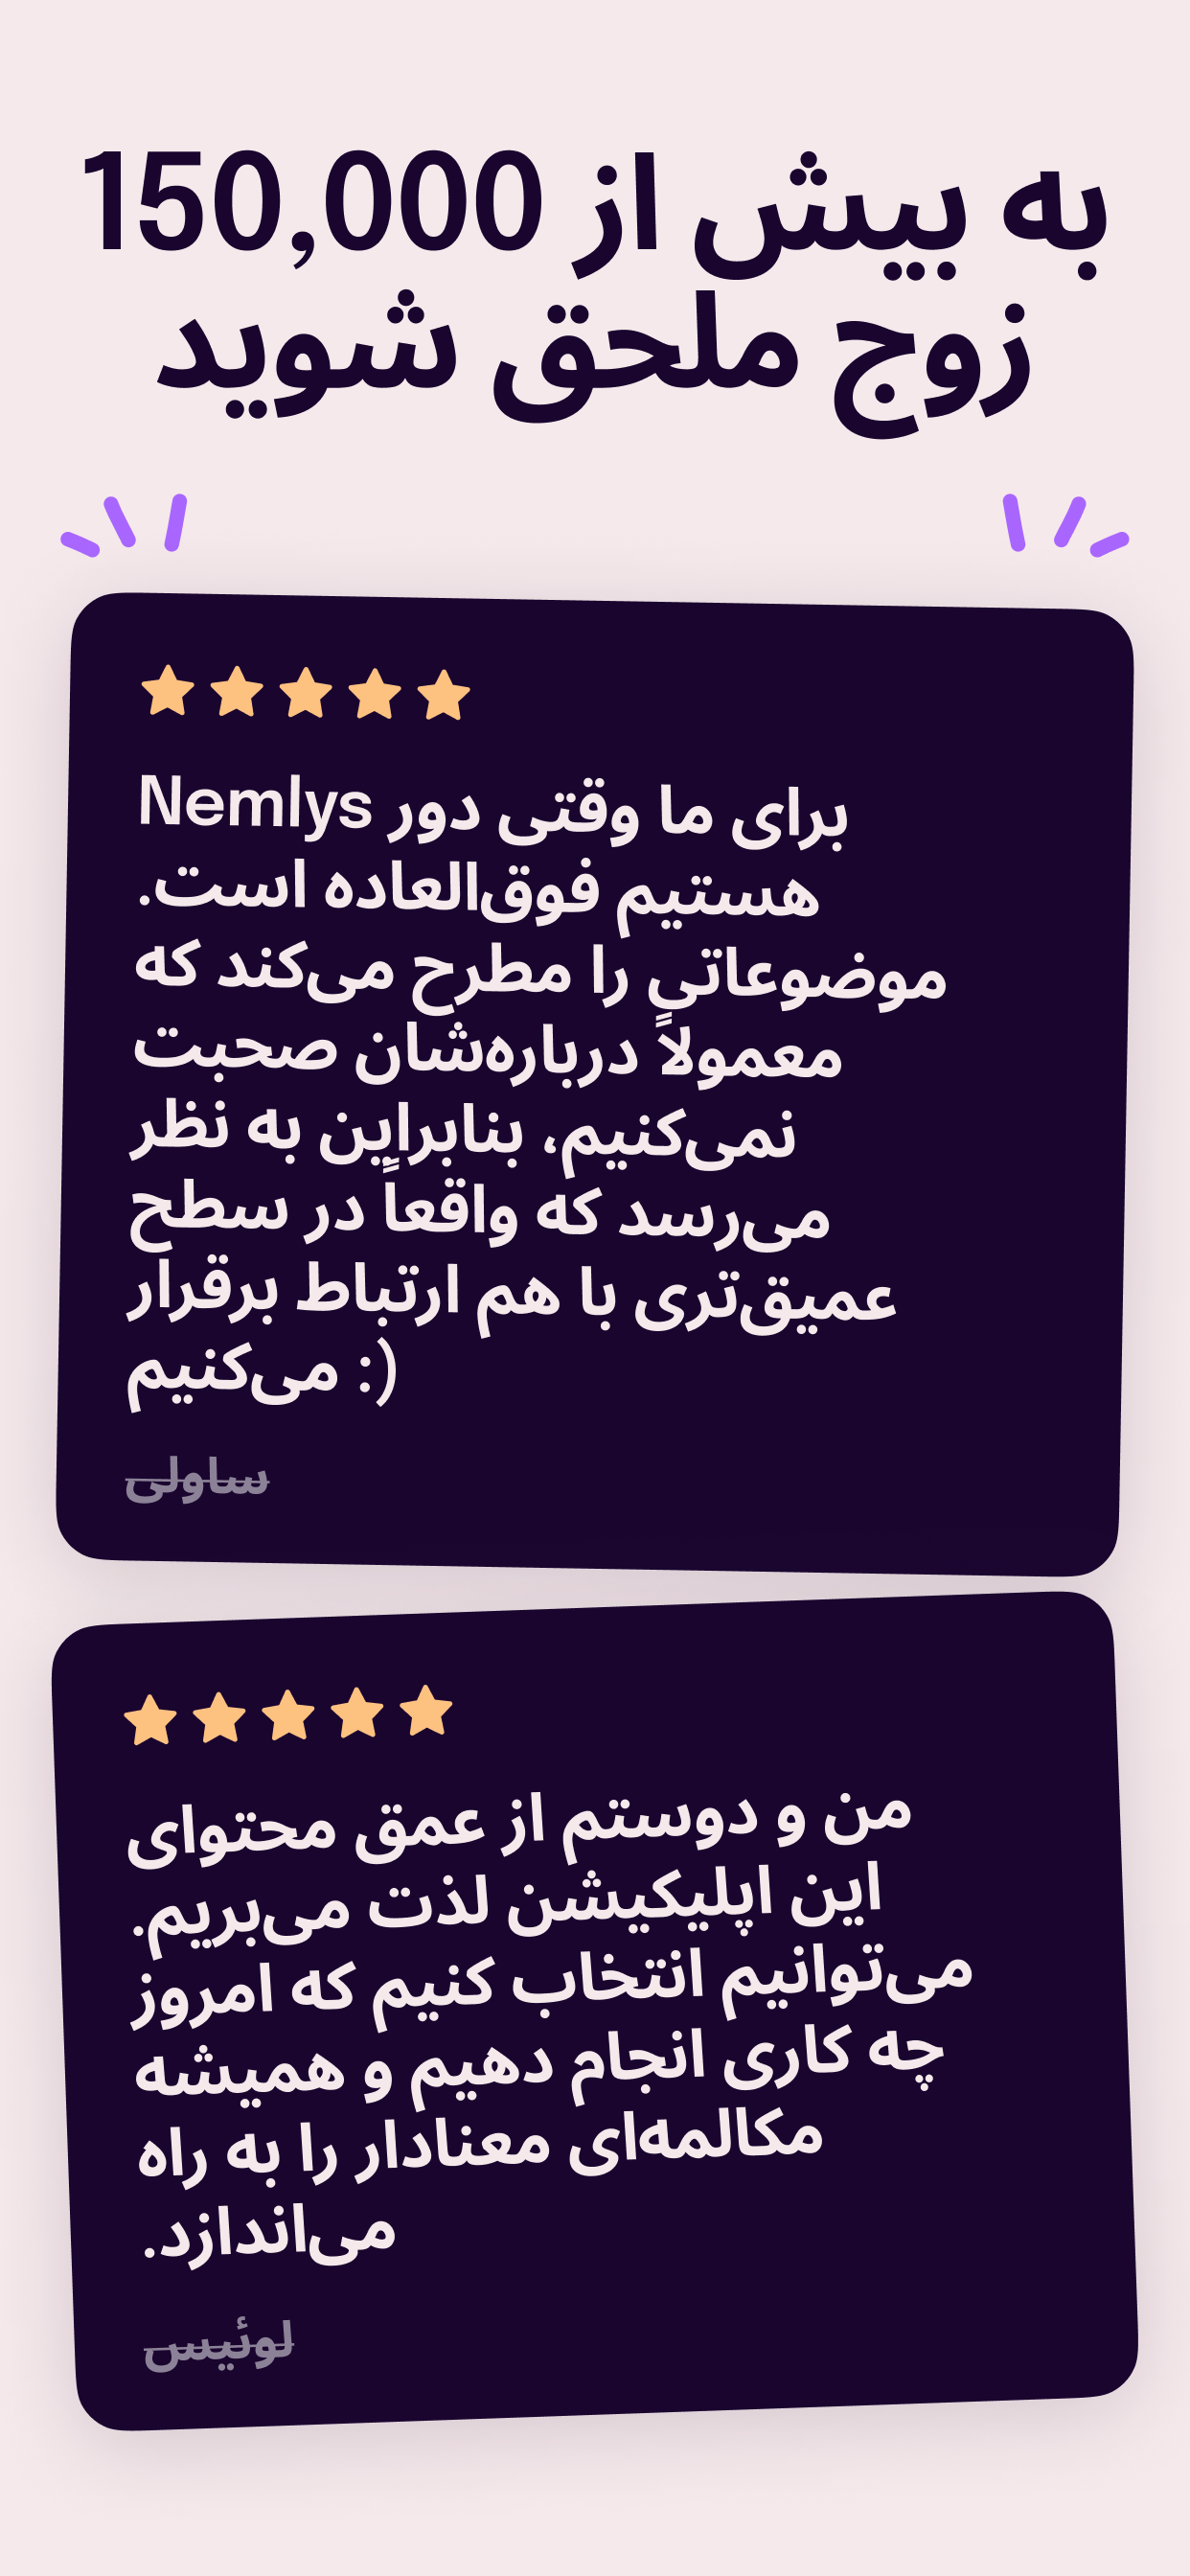 به بیش از 150,000
زوج ملحق شوید
برای ما وقتی دور Nemlys
هستیم فوق‌العاده است.
موضوعاتی را مطرح می‌کند که
معمولاً درباره‌شان صحبت
نمی‌کنیم، بنابراین به نظر
می‌رسد که واقعاً در سطح
عمیق‌تری با هم ارتباط برقرار
می‌کنیم :)
ساولی
من و دوستم از عمق محتوای
این اپلیکیشن لذت می‌بریم.
می‌توانیم انتخاب کنیم که امروز
چه کاری انجام دهیم و همیشه
مکالمه‌ای معنادار را به راه
می‌اندازد.
لوئیس